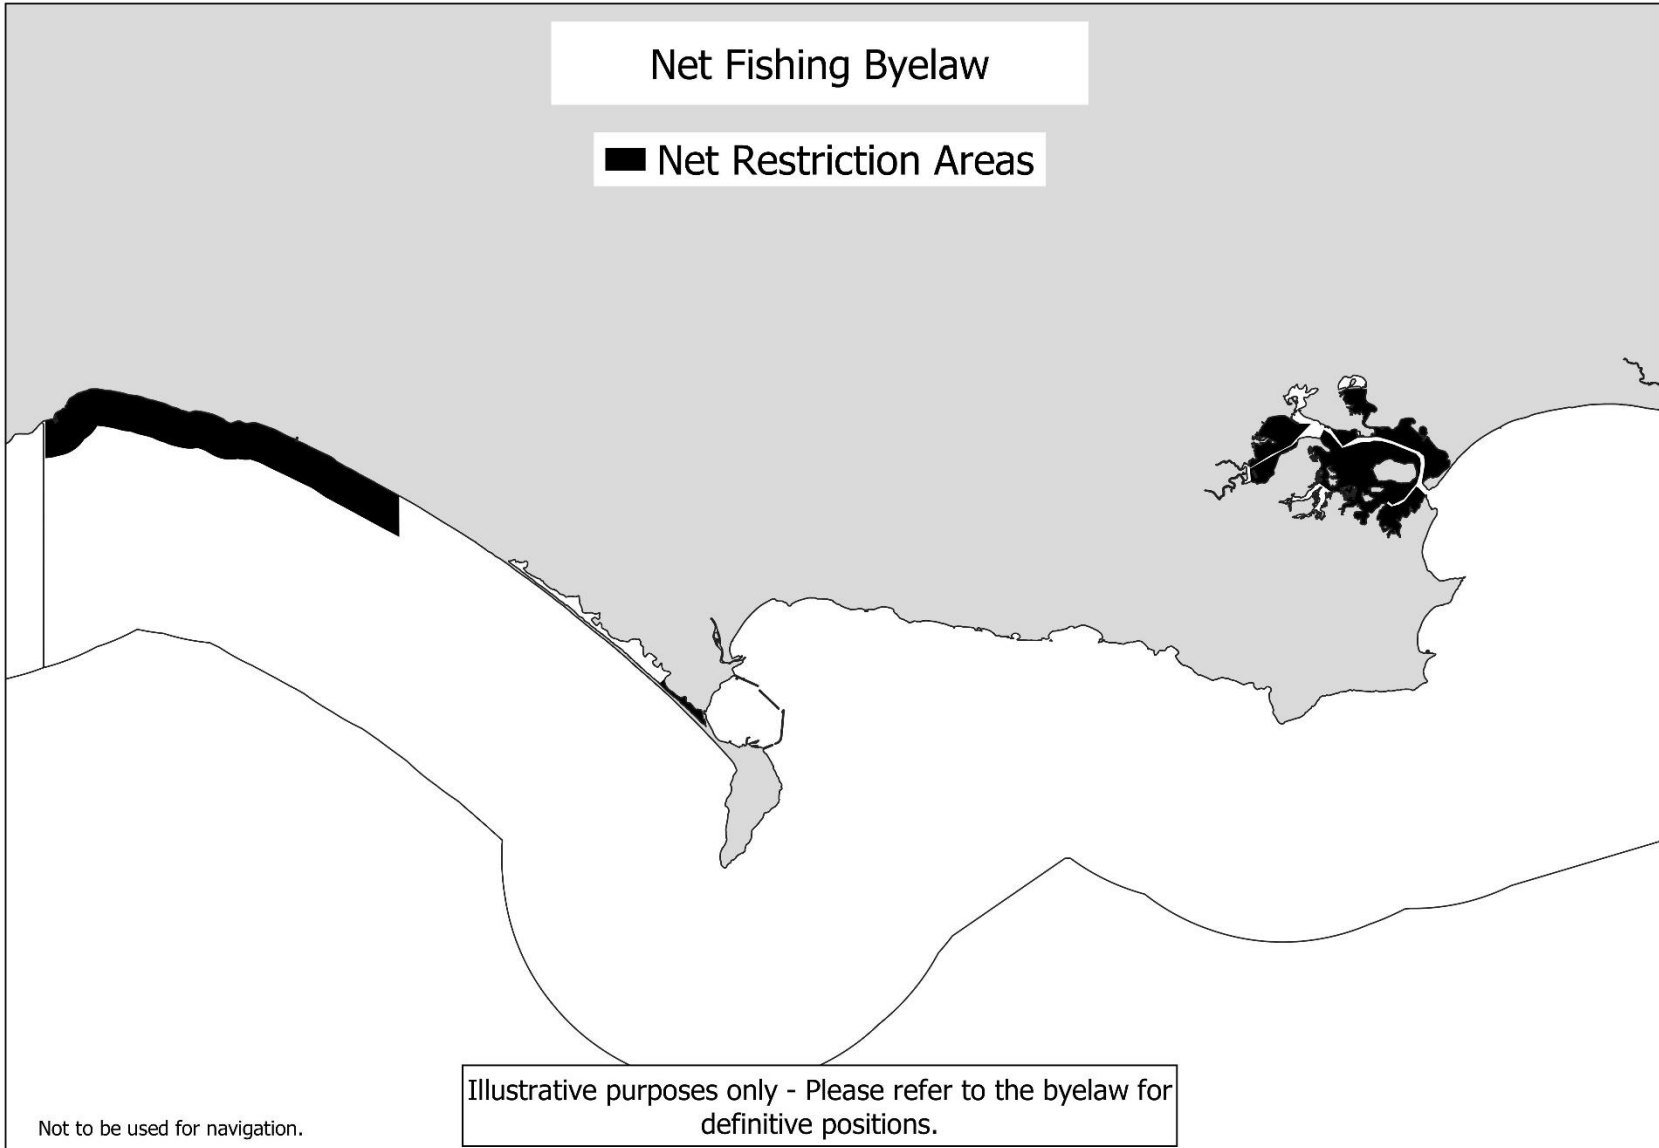 Net Fishing Byelaw
Net Restriction Areas
Illustrative purposes only - Please refer to the byelaw for
definitive positions.
Not to be used for navigation.